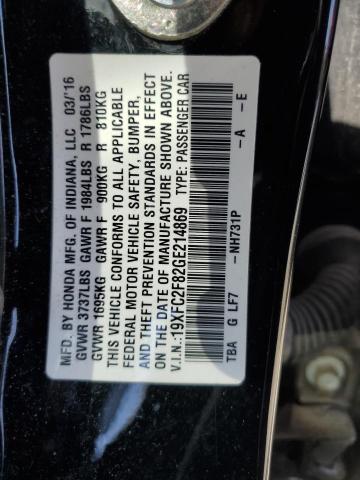 MFD. BY HONDA MFG. OF INDIANA, LLC 03/'16
GVWR 3737LBS GAWR F 1984LBS R 1786LBS
GVWR 1695KG GAWR F 900KG R 810KG
THIS VEHICLE CONFORMS TO ALL APPLICABLE
FEDERAL MOTOR VEHICLE SAFETY, BUMPER,
AND THEFT PREVENTION STANDARDS IN EFFECT
ON THE DATE OF MANUFACTURE SHOWN ABOVE.
V.I.N.:19XFC2F82GE214869 TYPE: PASSENGER CAR
TBA G LF7 -NH731P -A -E